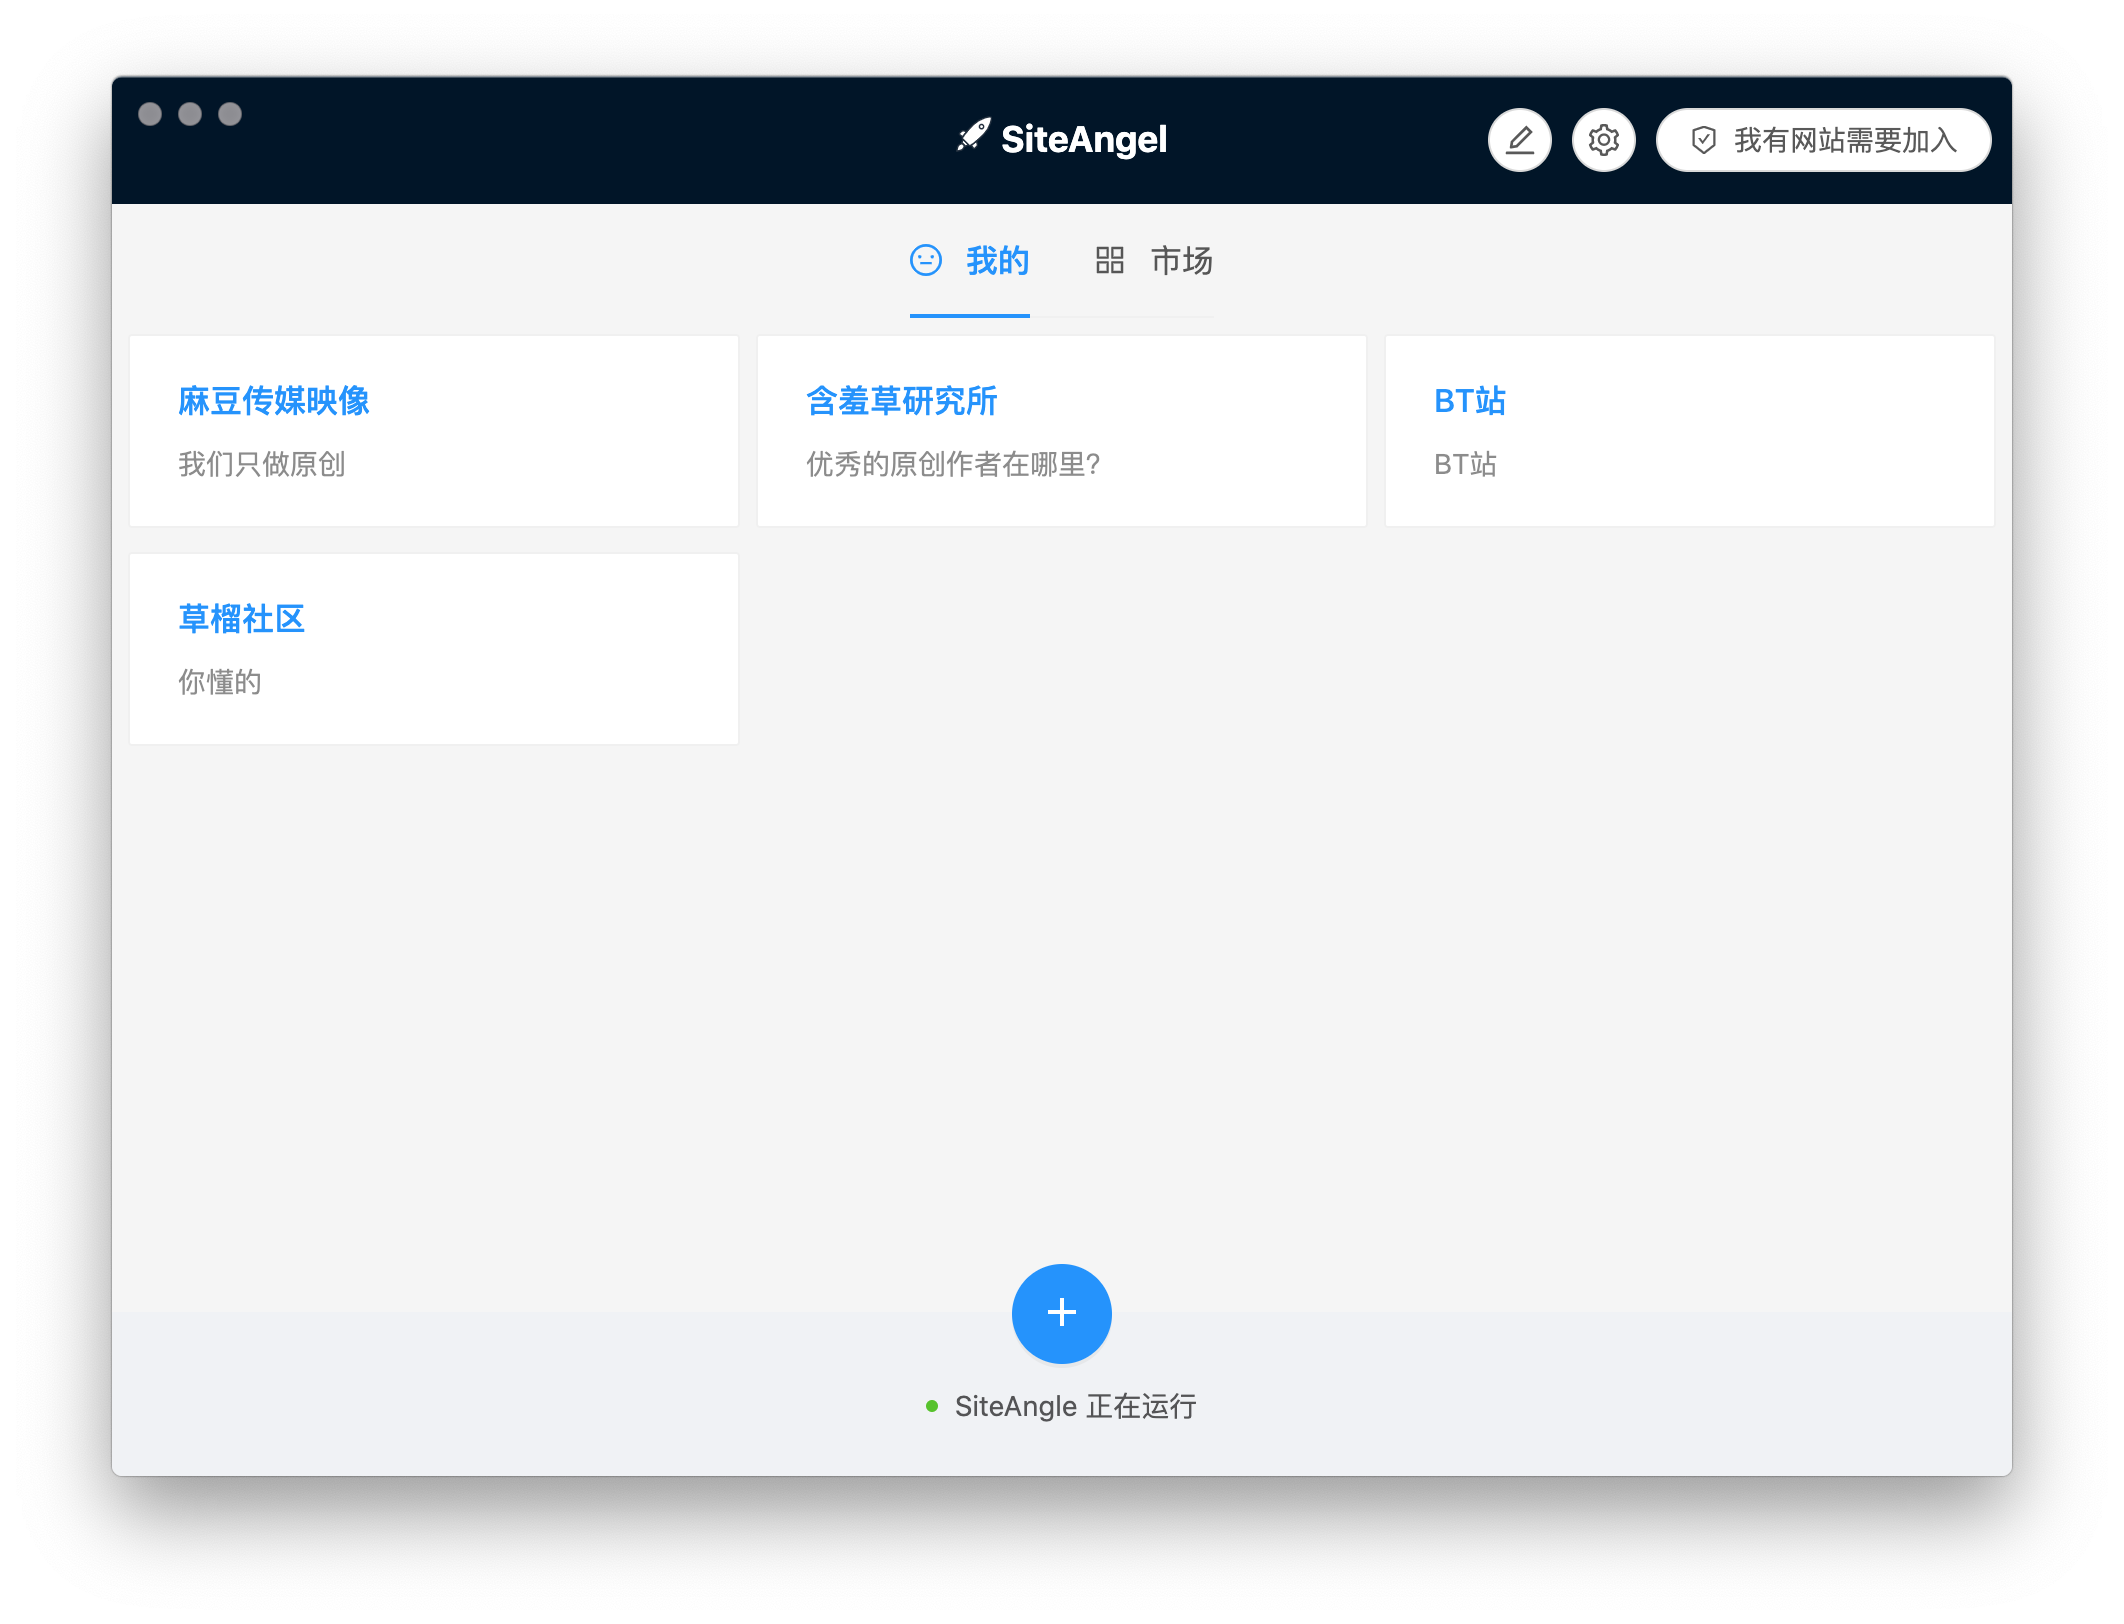 SiteAngel
我有网站需要加入
我的
市场
麻豆传媒映像
我们只做原创
含羞草研究所
优秀的原创作者在哪里?
BT站
BT站
草榴社区
你懂的
SiteAngle 正在运行